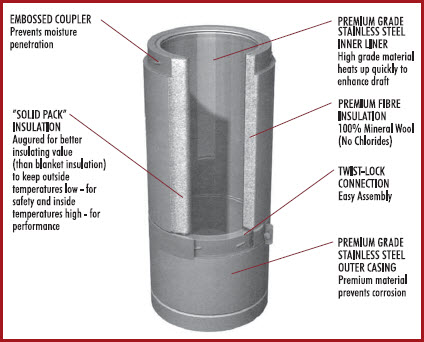 EMBOSSED COUPLER
Prevents moisture
penetration
"SOLID PACK"
INSULATION
Augured for better
insulating value
(than blanket insulation)
to keep outside
temperatures low - for
safety and inside
temperatures high - for
performance
PREMIUM GRADE
STAINLESS STEEL
INNER LINER
High grade material
heats up quickly to
enhance draft
PREMIUM FIBRE
INSULATION
100% Mineral Wool
(No Chlorides)
TWIST-LOCK
CONNECTION
Easy Assembly
PREMIUM GRADE
STAINLESS STEEL
OUTER CASING
Premium material
prevents corrosion